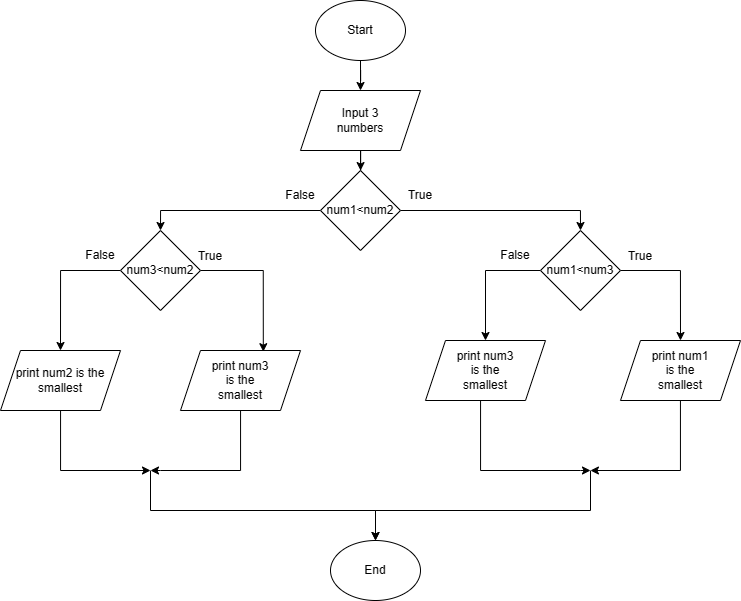 Start
Input 3
numbers
False
True
num1<num2
False
True
False
True
num3<num2
num1<num3
print num2 is the
smallest
print num3
is the
smallest
print num3
is the
smallest
print num1
is the
smallest
End